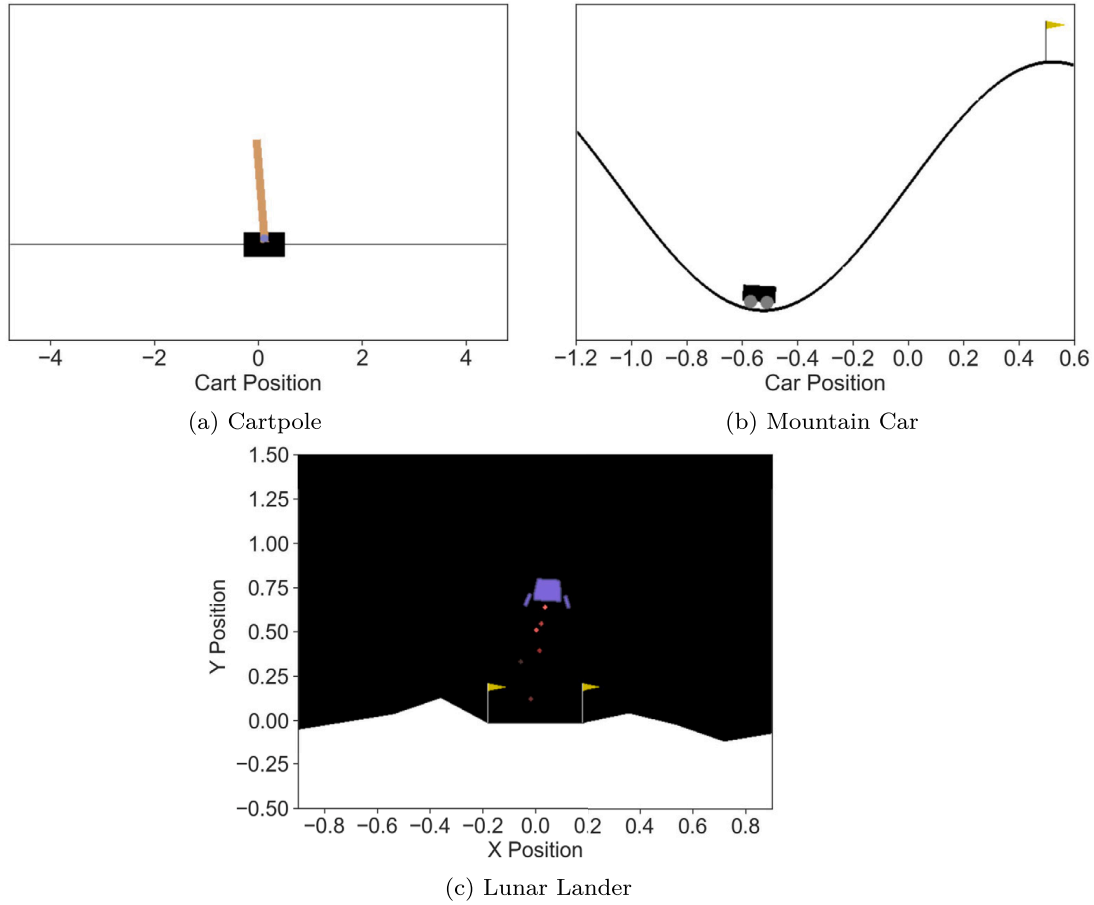 −4 −2 0 2 4
Cart Position
(a) Cartpole
−1.2 −1.0 −0.8 −0.6 −0.4 −0.2 0.0 0.2 0.4 0.6
Car Position
(b) Mountain Car
1.50
1.25
1.00
0.75
0.50
0.25
0.00
−0.25
−0.50
Y Position
−0.8 −0.6 −0.4 −0.2 0.0 0.2 0.4 0.6 0.8
X Position
(c) Lunar Lander